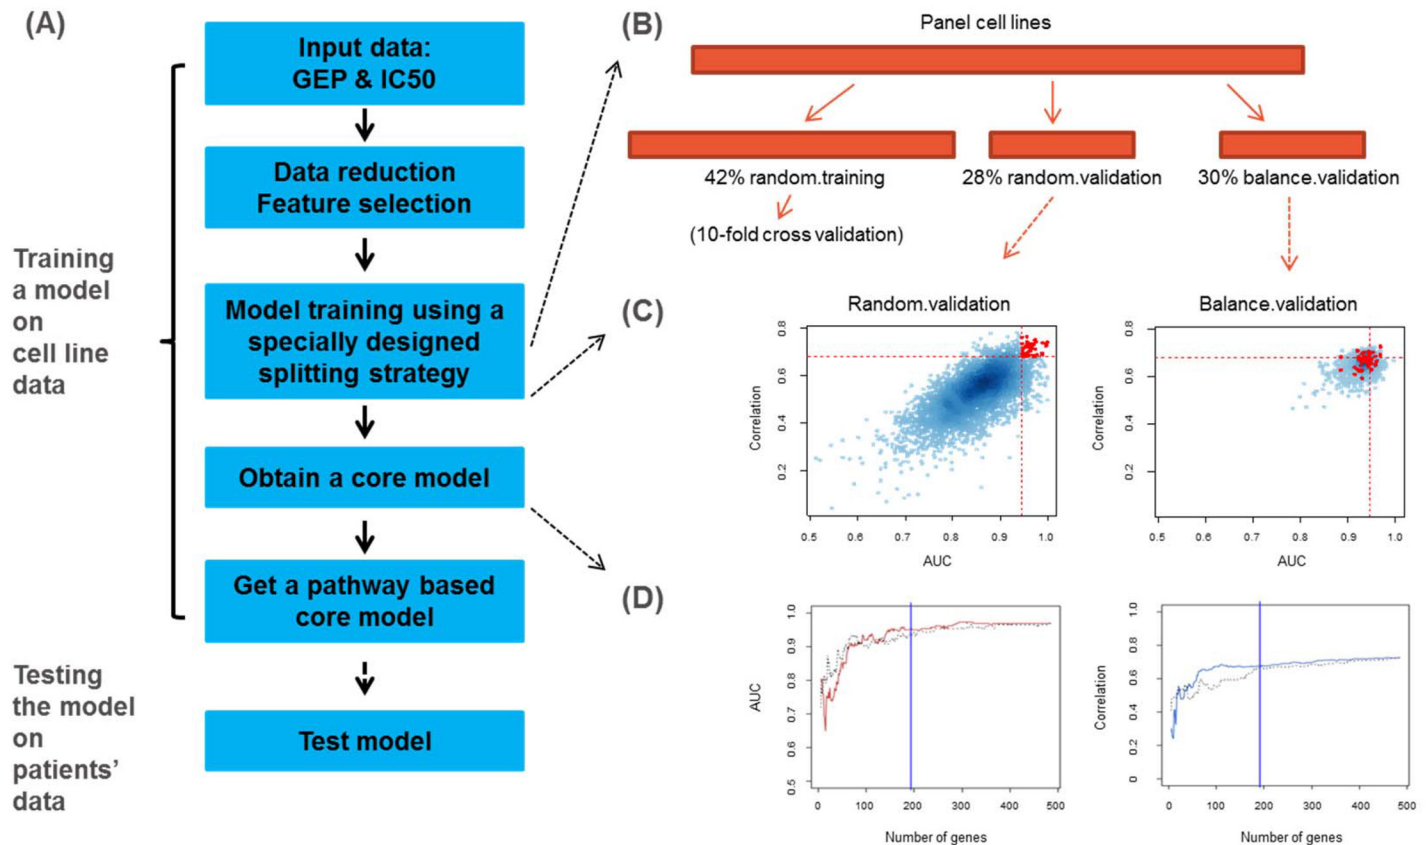 (A)
Input data:
GEP & IC50
Data reduction
Feature selection
Model training using a
specially designed
splitting strategy
Obtain a core model
Get a pathway based
core model
Test model
Training
a model
on
cell line
data
Testing
the model
on
patients’
data
(B)
Panel cell lines
42% random.training
28% random.validation
30% balance.validation
(10-fold cross validation)
(C)
Random.validation
Correlation
0.8
0.6
0.4
0.2
0.5 0.6 0.7 0.8 0.9 1.0
AUC
Balance.validation
Correlation
0.8
0.6
0.4
0.2
0.5 0.6 0.7 0.8 0.9 1.0
AUC
(D)
AUC
1.0
0.9
0.8
0.7
0.6
0.5
0 100 200 300 400 500
Number of genes
Correlation
1.0
0.8
0.6
0.4
0.2
0
0 100 200 300 400 500
Number of genes